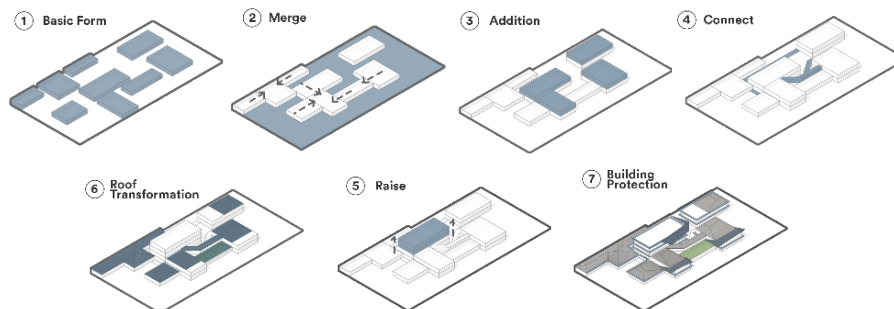 1 Basic Form
2 Merge
3 Addition
4 Connect
6 Roof
Transformation
5 Raise
7 Building
Protection